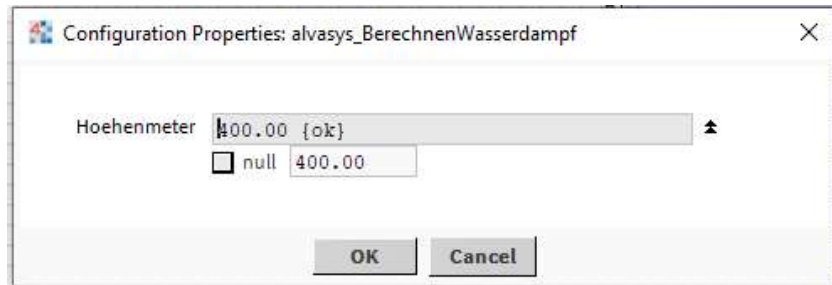 Configuration Properties: alvasys_BerechnenWasserdampf
Hoehenmeter 400.00 {ok}
null 400.00
OK Cancel